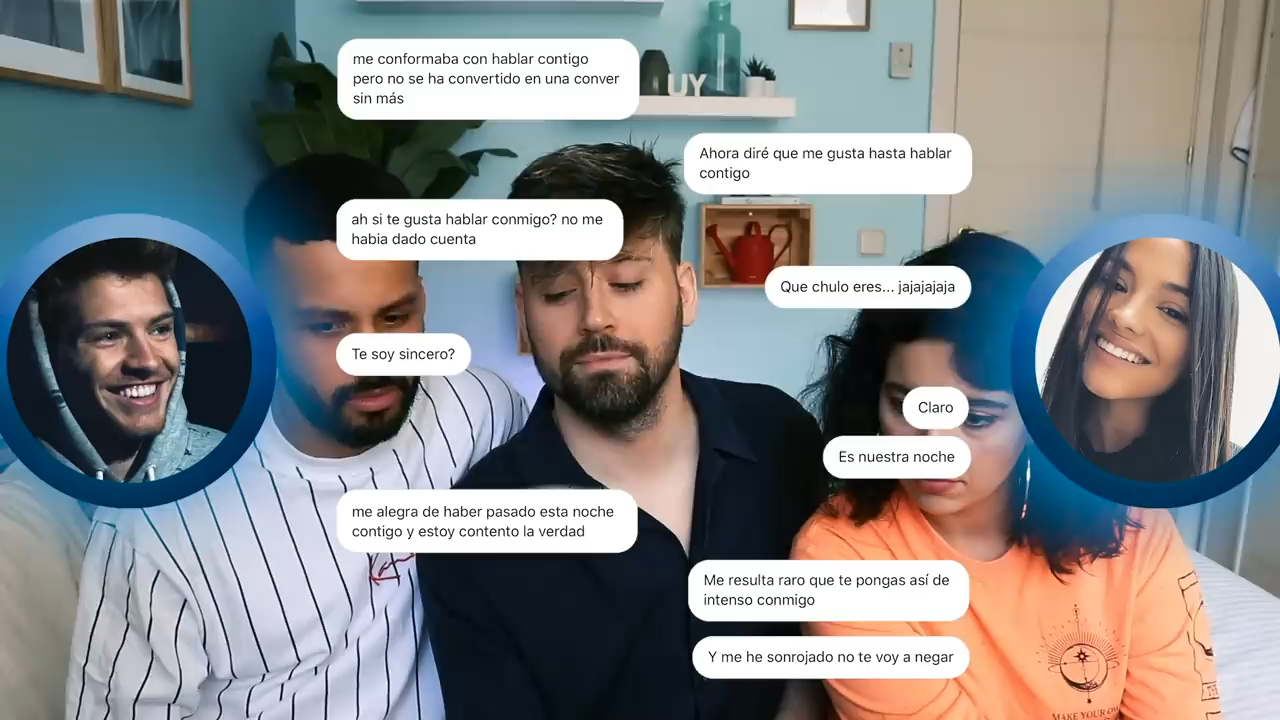 me conformaba con hablar contigo
pero no se ha convertido en una conver
sin más
UY
Ahora diré que me gusta hasta hablar
contigo
ah si te gusta hablar conmigo? no me
habia dado cuenta
Que chulo eres... jajajajaja
Te soy sincero?
Claro
Es nuestra noche
me alegra de haber pasado esta noche
contigo y estoy contento la verdad
Me resulta raro que te pongas así de
intenso conmigo
Y me he sonrojado no te voy a negar
MAKE YOUR